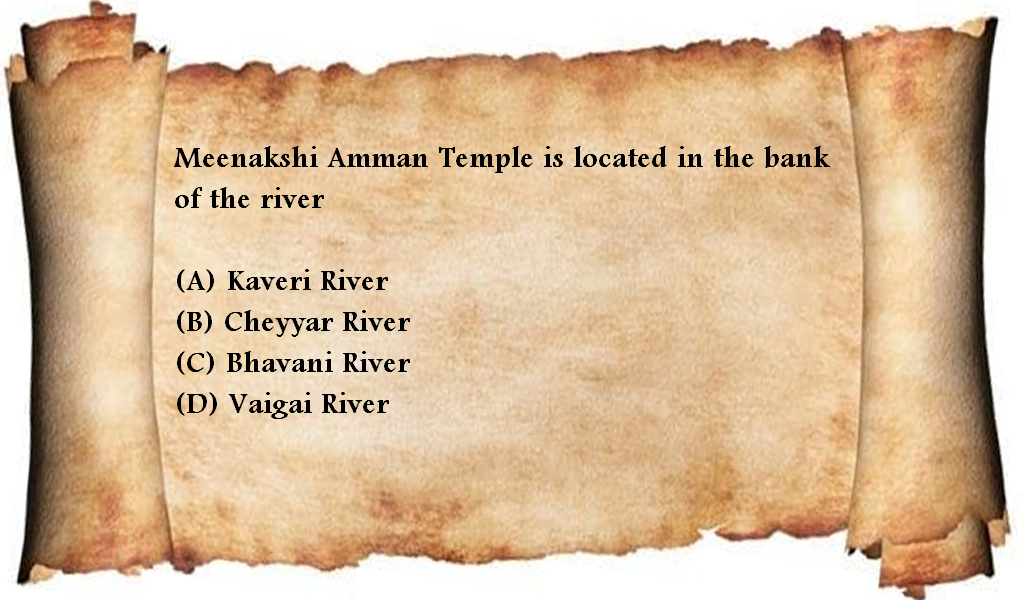 Meenakshi Amman Temple is located in the bank
of the river
(A) Kaveri River
(B) Cheyyar River
(C) Bhavani River
(D) Vaigai River